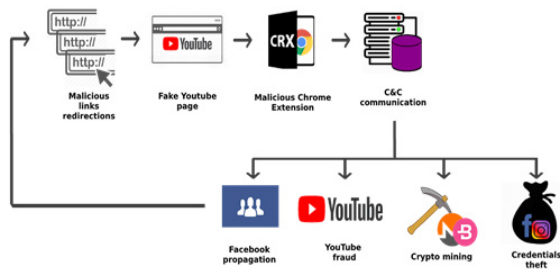 http://
http://
http://
YouTube
CRX
Malicious
links
redirections
Fake Youtube
page
Malicious Chrome
Extension
C&C
communication
YouTube
B
f
Facebook
propagation
YouTube
fraud
Crypto mining
Credentials
theft